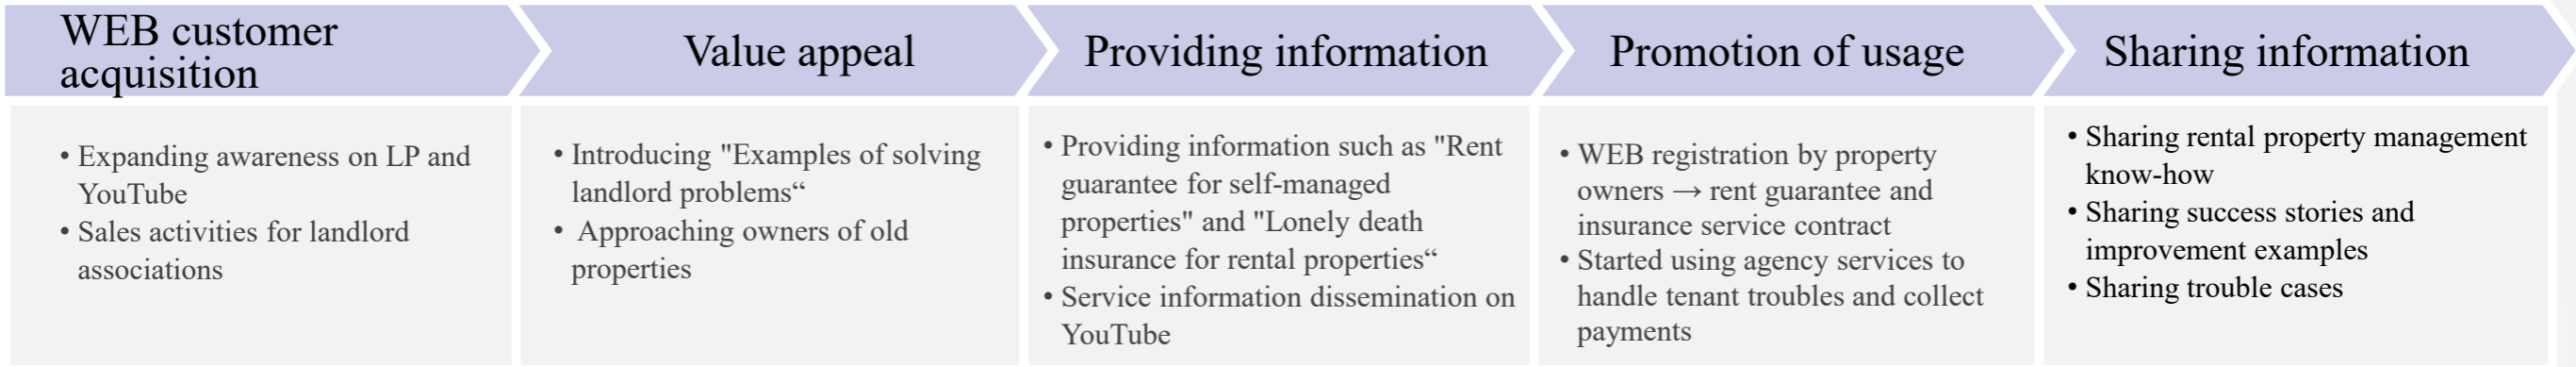 WEB customer
acquisition
• Expanding awareness on LP and
YouTube
• Sales activities for landlord
associations
Value appeal
• Introducing "Examples of solving
landlord problems“
• Approaching owners of old
properties
Providing information
• Providing information such as "Rent
guarantee for self-managed
properties" and "Lonely death
insurance for rental properties“
• Service information dissemination on
YouTube
Promotion of usage
• WEB registration by property
owners → rent guarantee and
insurance service contract
• Started using agency services to
handle tenant troubles and collect
payments
Sharing information
• Sharing rental property management
know-how
• Sharing success stories and
improvement examples
• Sharing trouble cases